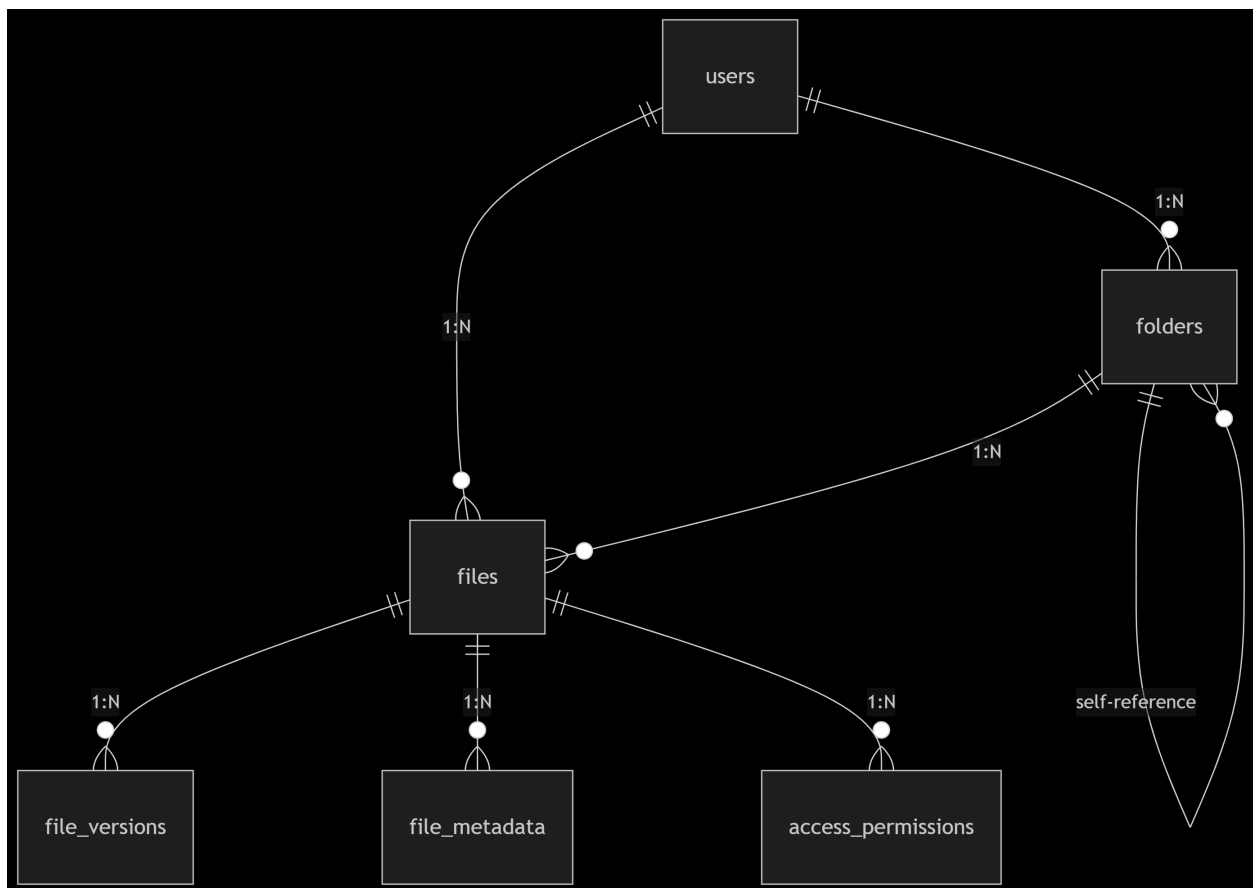 users
1:N
folders
1:N
1:N
files
1:N
1:N
1:N
self-reference
file_versions
file_metadata
access_permissions